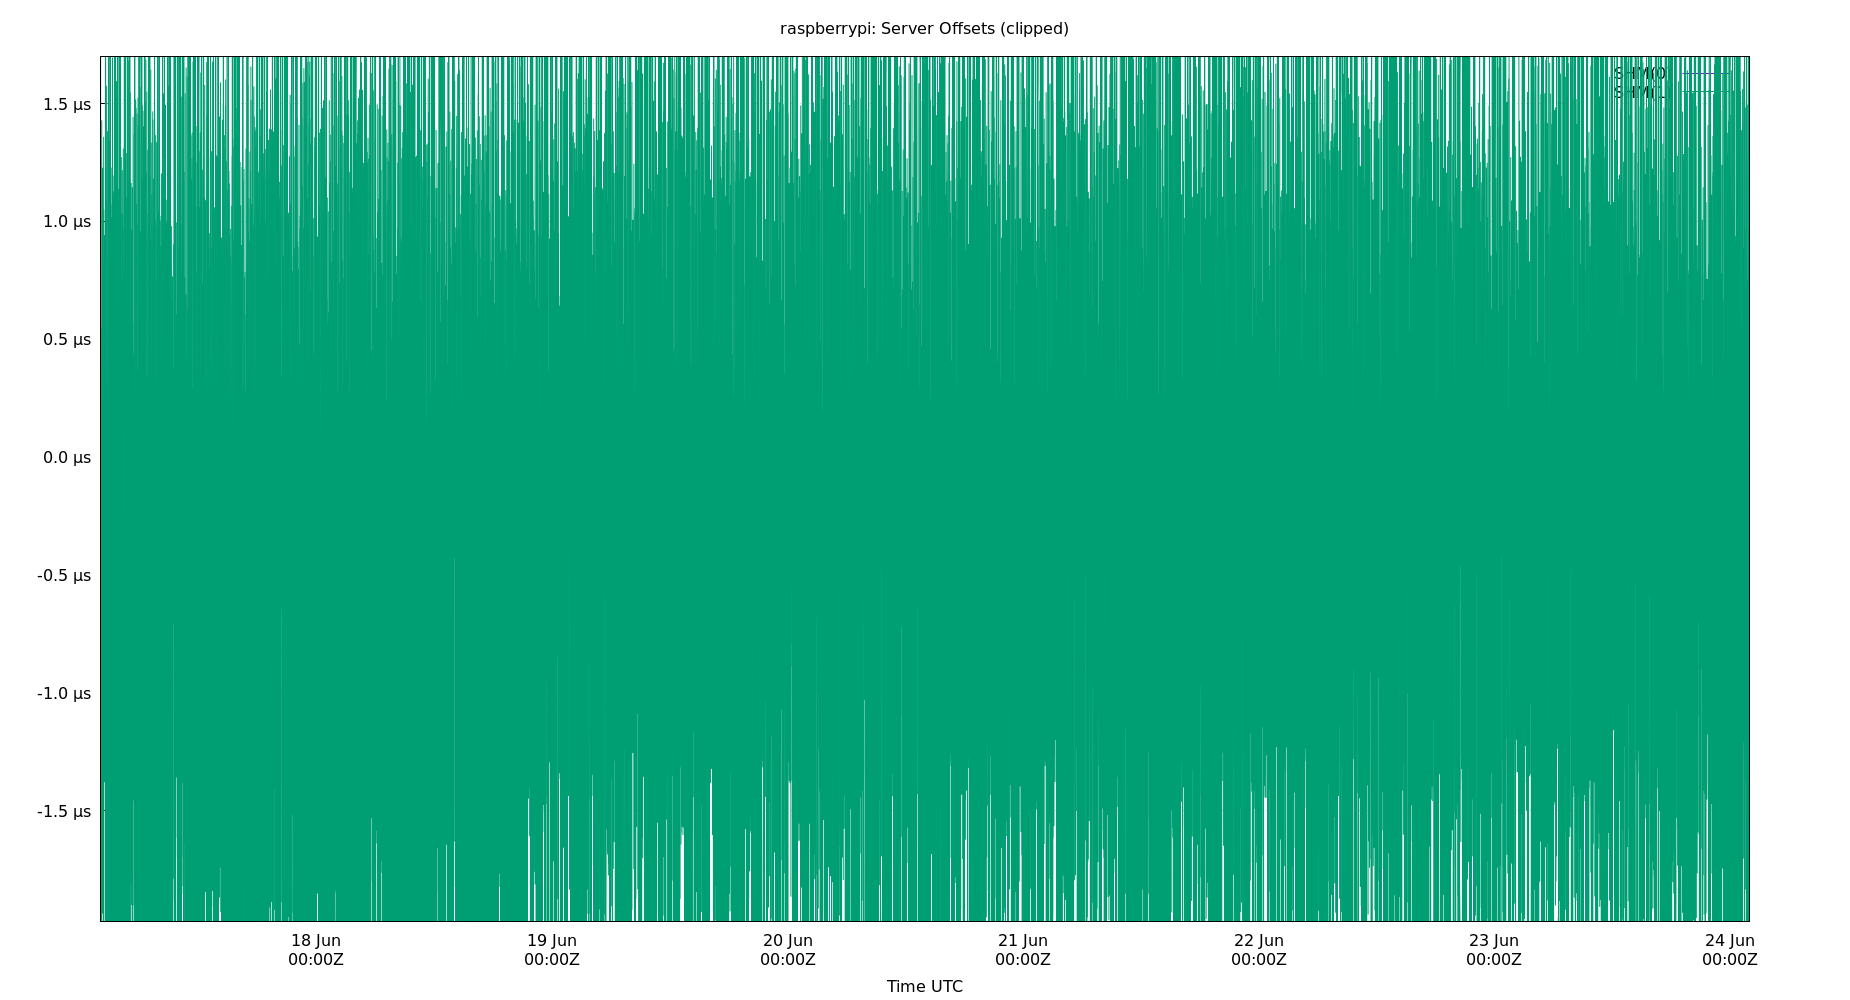 raspberrypi: Server Offsets (clipped)
SHM(0)
1.5 µs
1.0 µs
0.5 µs
0.0 µs
-0.5 µs
-1.0 µs
-1.5 µs
18 Jun 19 Jun 20 Jun 21 Jun 22 Jun 23 Jun 24 Jun
00:00Z 00:00Z 00:00Z 00:00Z 00:00Z 00:00Z 00:00Z
Time UTC